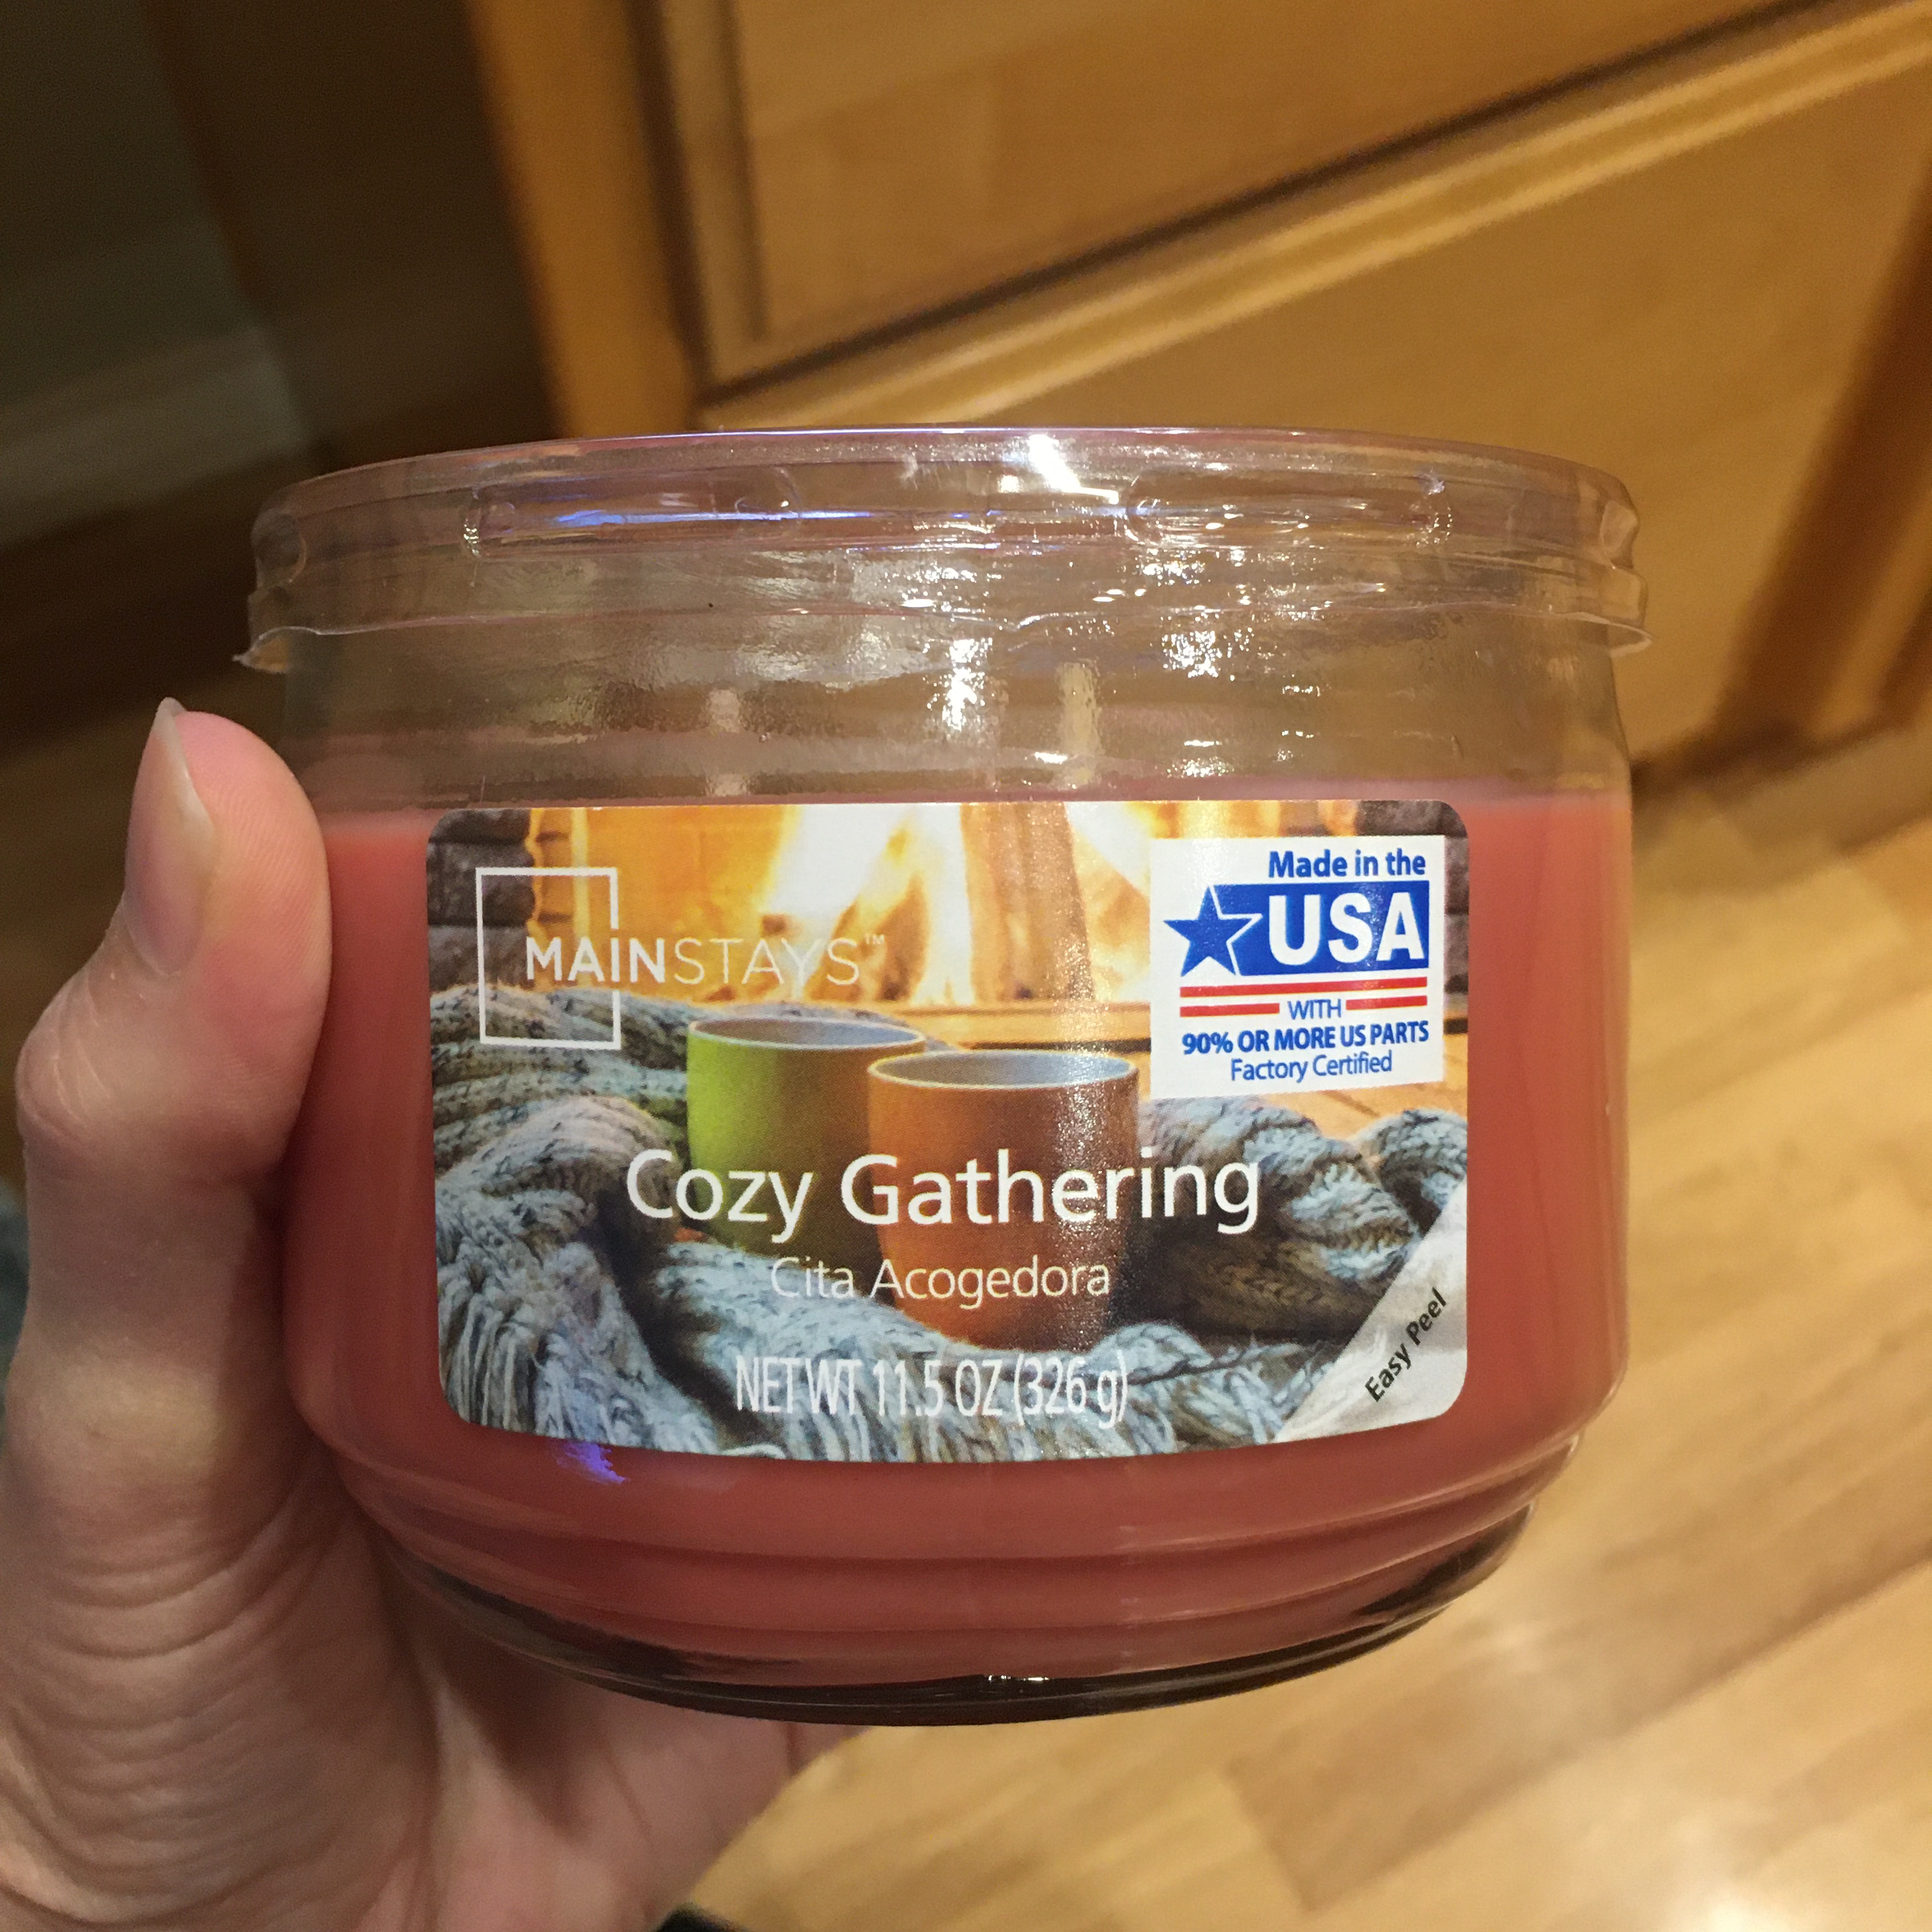 MAINSTAYS™
Made in the
USA
WITH
90% OR MORE US PARTS
Factory Certified
Cozy Gathering
Cita Acogedora
NET WT 11.5 OZ (326 g)
Easy Peel